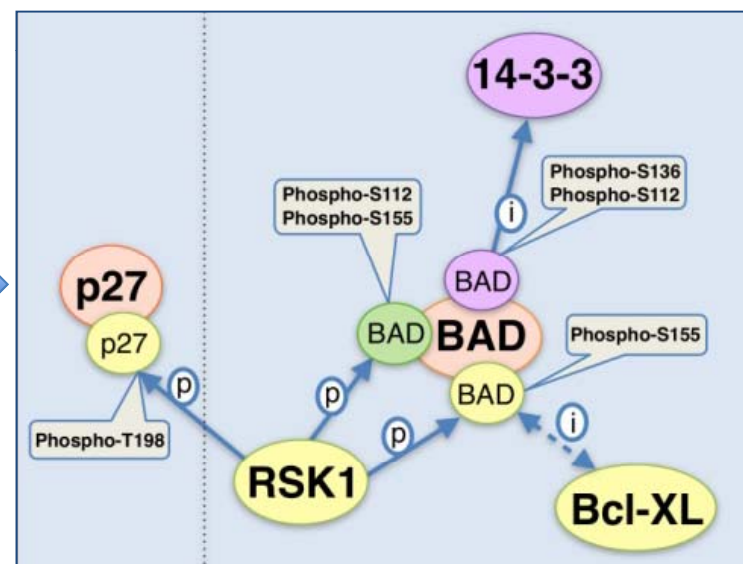 14-3-3
Phospho-S136
Phospho-S112
Phospho-S112
Phospho-S155
i
BAD
p27
p27
BAD
BAD
Phospho-S155
BAD
p
p
p
i
Phospho-T198
RSK1
Bcl-XL